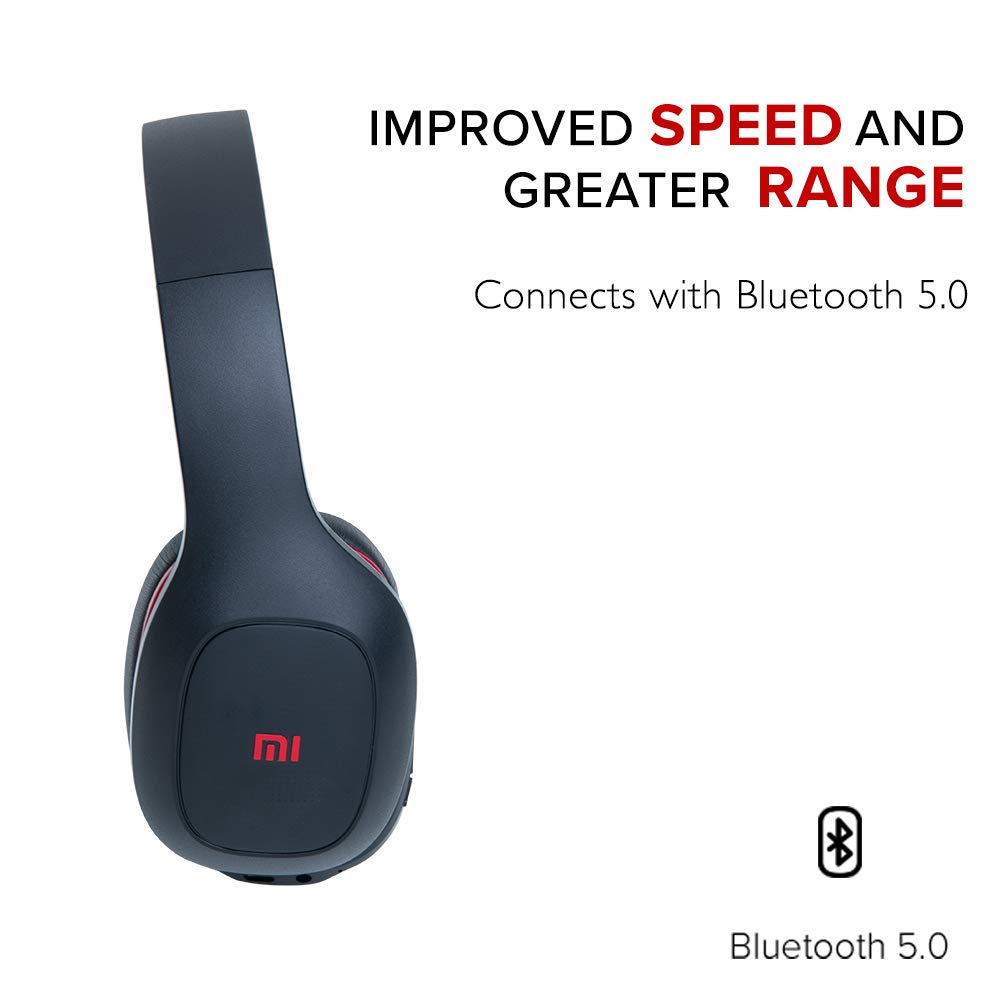 IMPROVED SPEED AND
GREATER RANGE
Connects with Bluetooth 5.0
mi
Bluetooth 5.0